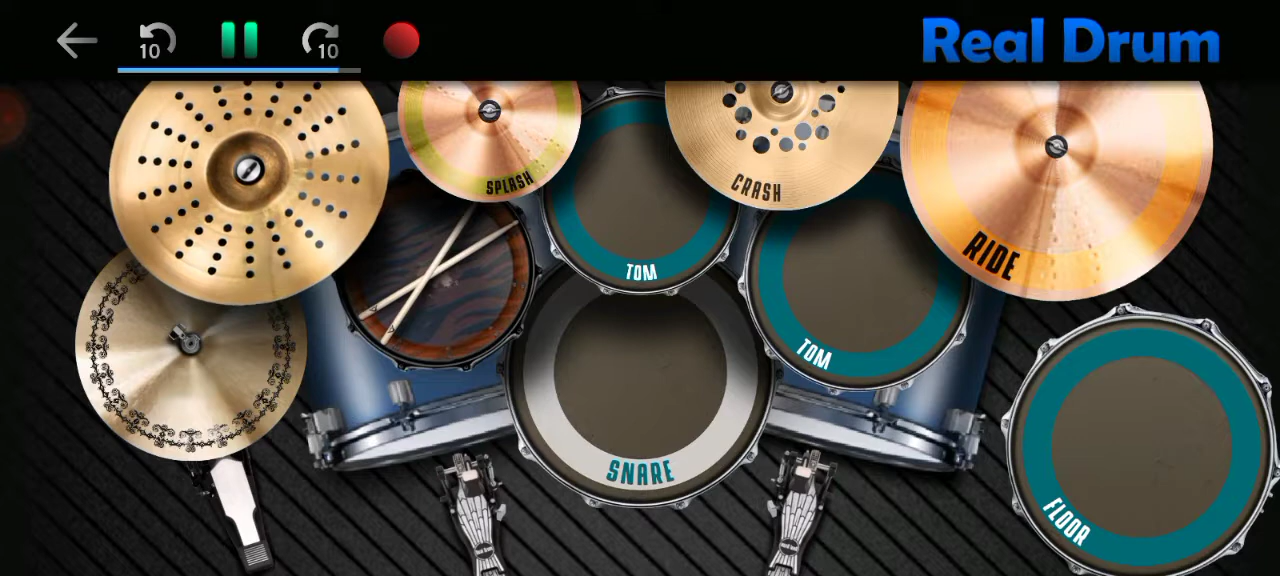 10
10
Real Drum
SPLASH
CRASH
RIDE
TOM
TOM
SNARE
FLOOR